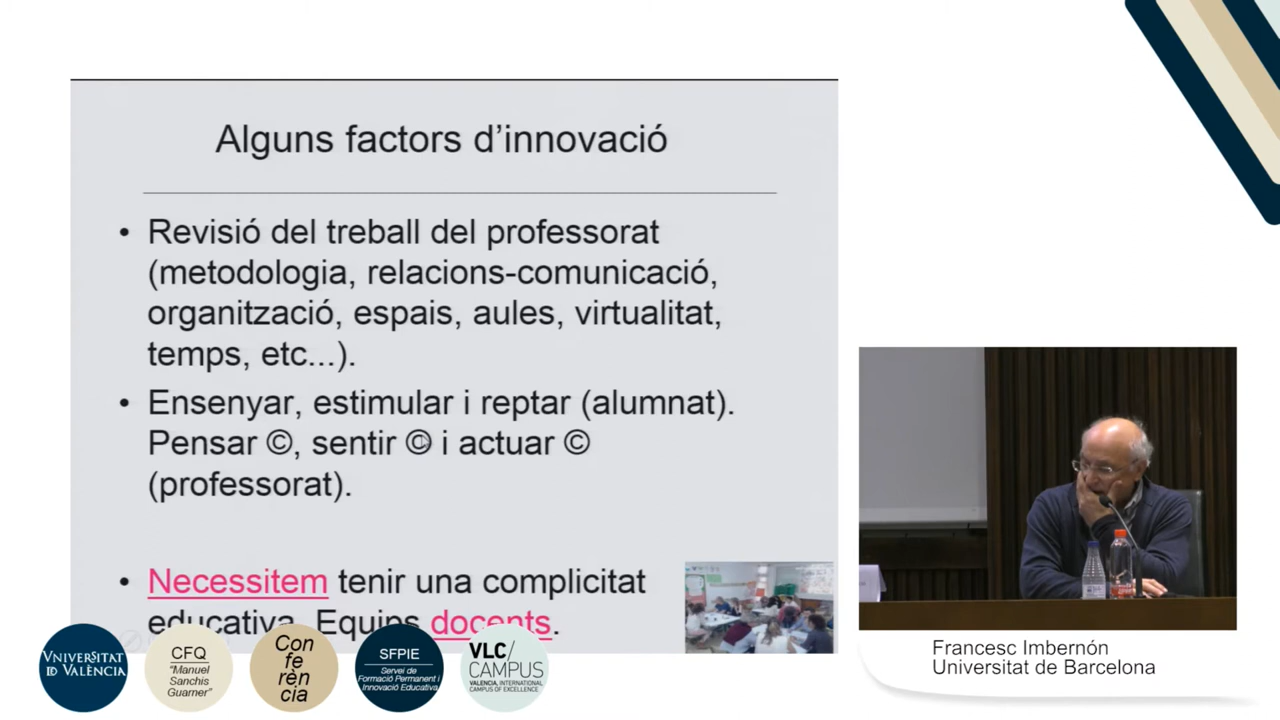 Alguns factors d’innovació
• Revisió del treball del professorat
(metodologia, relacions-comunicació,
organització, espais, aules, virtualitat,
temps, etc...).
• Ensenyar, estimular i reptar (alumnat).
Pensar ©, sentir © i actuar ©
(professorat).
• Necessitem tenir una complicitat
educativa. Equips docents.
VNIVERSITAT
ID VALÈNCIA
CFQ
“Manuel
Sanchis
Guarner”
Con
fe
rèn
cia
SFPIE
Servei de
Formació Permanent i
Innovació Educativa
VLC/
CAMPUS
VALENCIA, INTERNATIONAL
CAMPUS OF EXCELLENCE
Francesc Imbernón
Universitat de Barcelona